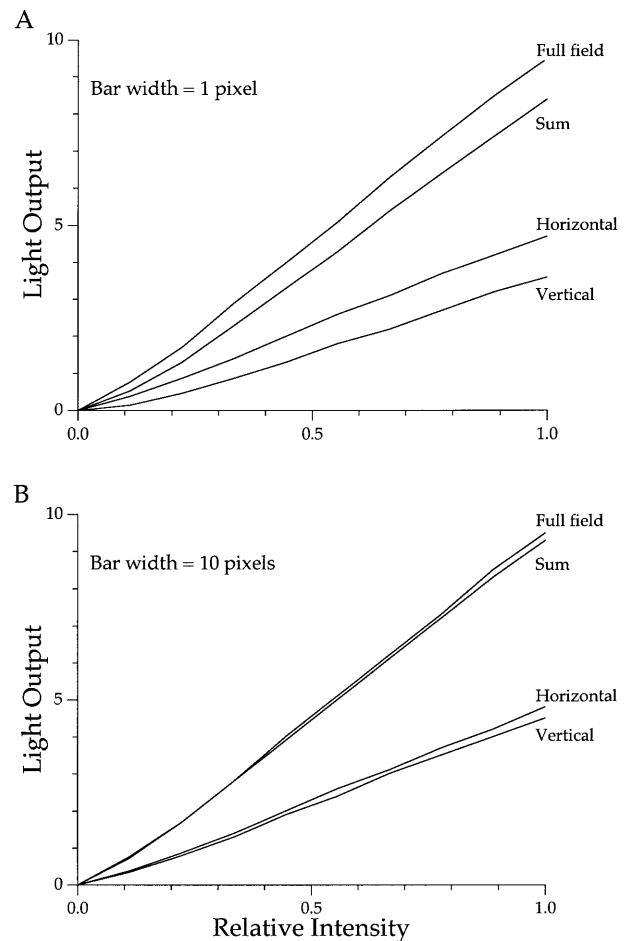 A
10
Full field
Bar width = 1 pixel
Sum
Light Output
5
Horizontal
Vertical
0
0.0 0.5 1.0
B
10
Full field
Bar width = 10 pixels
Sum
Light Output
5
Horizontal
Vertical
0
0.0 0.5 1.0
Relative Intensity